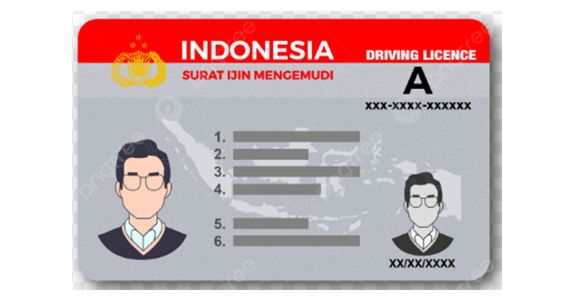 INDONESIA
SURAT IJIN MENGEMUDI
DRIVING LICENCE
A
xxx-xxxx-xxxxxx
1.
2.
3.
4.
5.
6.
XX/XX/XXXX